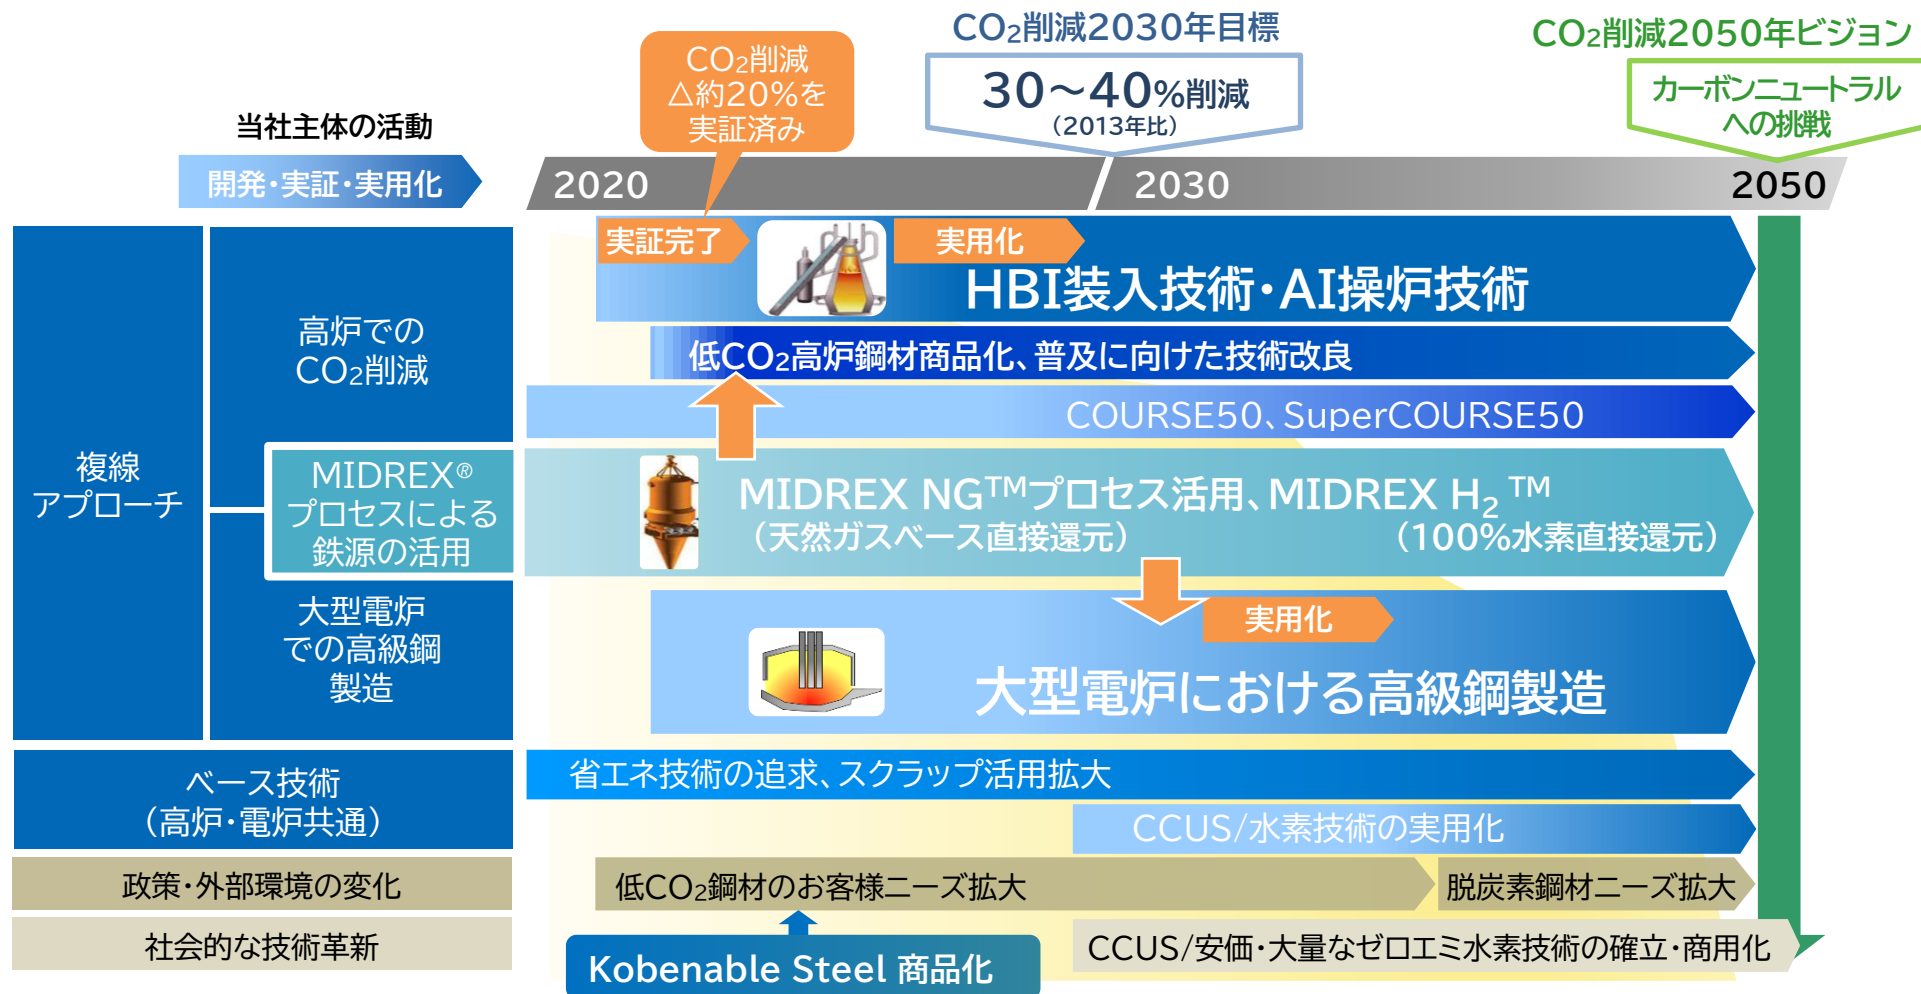 CO₂削減2030年目標
30～40%削減
（2013年比）
CO₂削減2050年ビジョン
カーボンニュートラル
への挑戦
CO₂削減
△約20%を
実証済み
当社主体の活動
開発・実証・実用化
2020
2030
2050
複線
アプローチ
高炉での
CO₂削減
実証完了
実用化
HBI装入技術・AI操炉技術
低CO₂高炉鋼材商品化、普及に向けた技術改良
COURSE50、SuperCOURSE50
MIDREX®
プロセスによる
鉄源の活用
MIDREX NG™プロセス活用、MIDREX H₂™
（天然ガスベース直接還元）
（100%水素直接還元）
大型電炉
での高級鋼
製造
実用化
大型電炉における高級鋼製造
ベース技術
（高炉・電炉共通）
省エネ技術の追求、スクラップ活用拡大
CCUS/水素技術の実用化
政策・外部環境の変化
低CO₂鋼材のお客様ニーズ拡大
脱炭素鋼材ニーズ拡大
社会的な技術革新
CCUS/安価・大量なゼロエミ水素技術の確立・商用化
Kobenable Steel 商品化